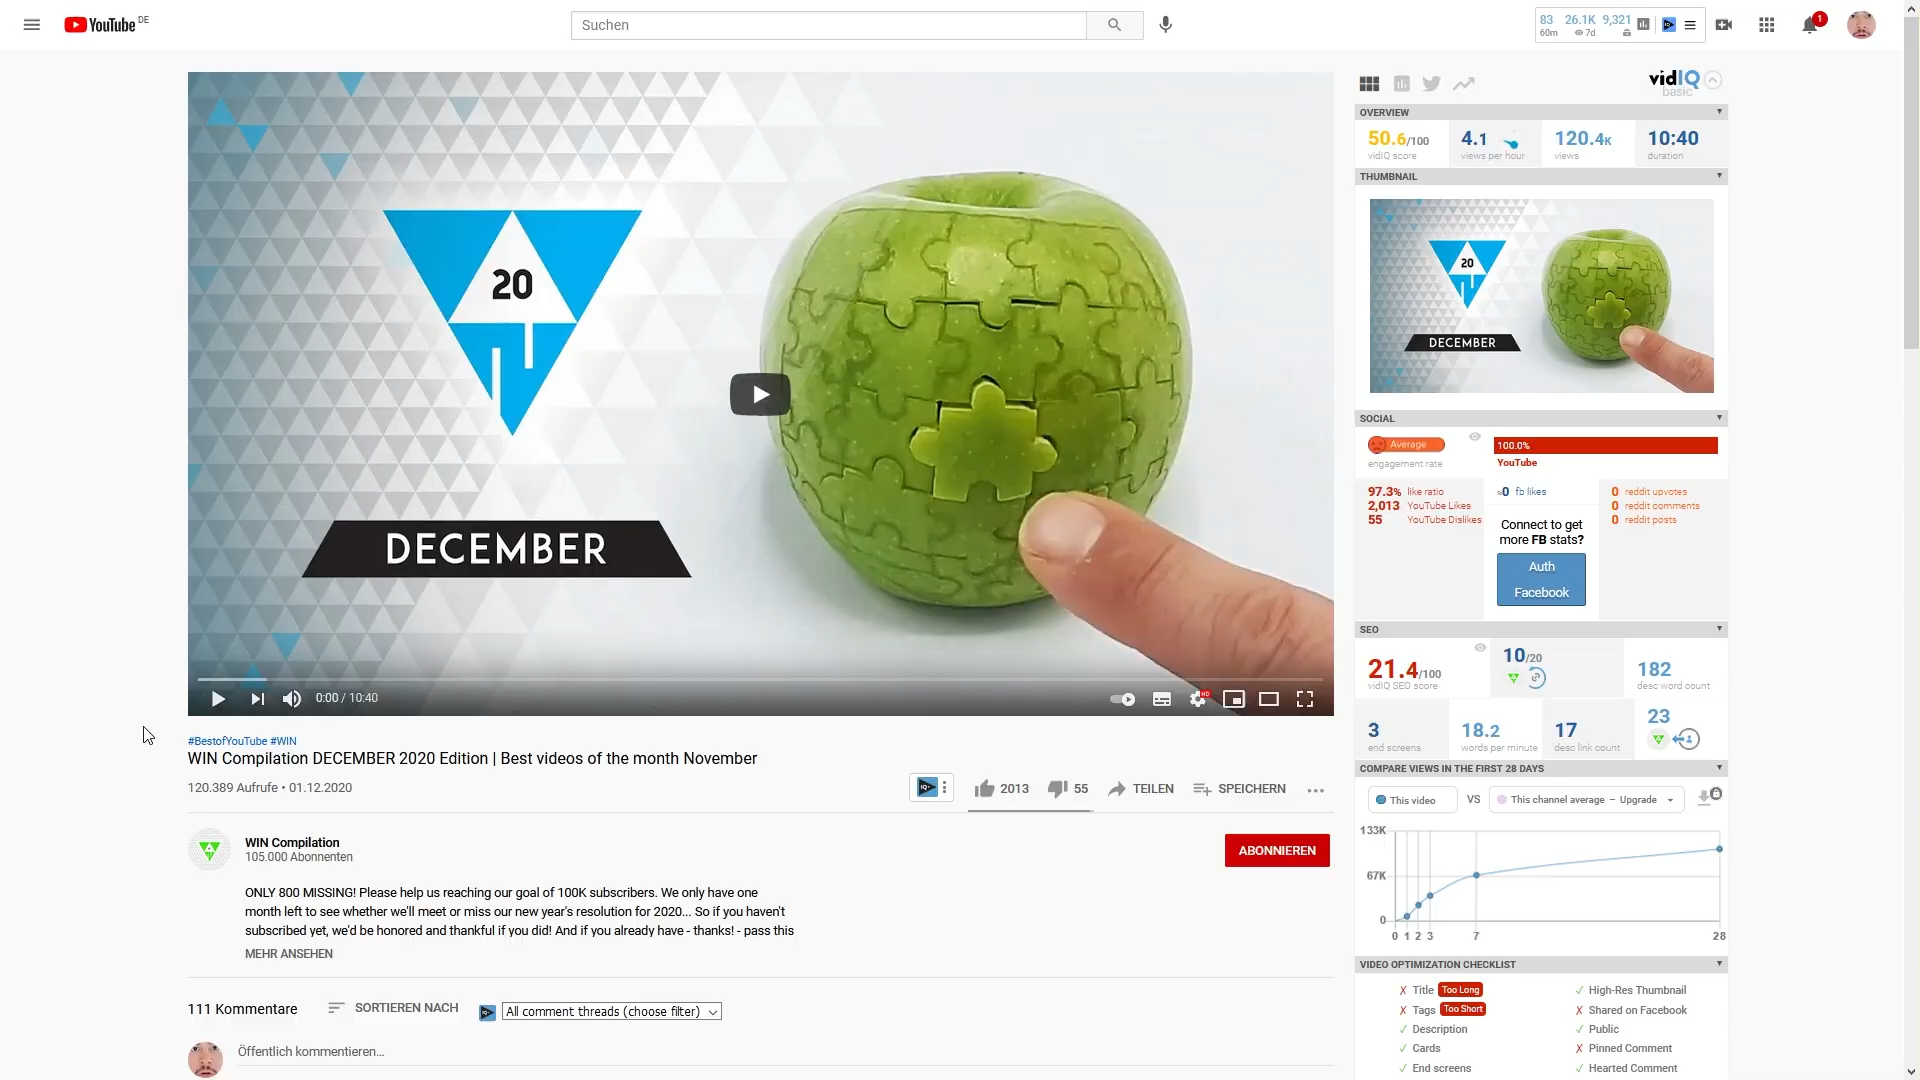 YouTube DE
Suchen
83 26.1K 9,321
60m 7d
1
20
DECEMBER
0:00 / 10:40
HD
#BestofYouTube #WIN
WIN Compilation DECEMBER 2020 Edition | Best videos of the month November
120.389 Aufrufe • 01.12.2020
2013 55 TEILEN SPEICHERN
WIN Compilation
105.000 Abonnenten
ABONNIEREN
ONLY 800 MISSING! Please help us reaching our goal of 100K subscribers. We only have one
month left to see whether we'll meet or miss our new year's resolution for 2020... So if you haven't
subscribed yet, we'd be honored and thankful if you did! And if you already have - thanks! - pass this
MEHR ANSEHEN
111 Kommentare SORTIEREN NACH All comment threads (choose filter)
Öffentlich kommentieren...
vidIQ
basic
OVERVIEW
50.6/100 4.1 120.4K 10:40
vidIQ score views per hour views duration
THUMBNAIL
20
DECEMBER
SOCIAL
Average 100.0%
engagement rate YouTube
97.3% like ratio ≈0 fb likes 0 reddit upvotes
2,013 YouTube Likes 0 reddit comments
55 YouTube Dislikes 0 reddit posts
Connect to get
more FB stats?
Auth
Facebook
SEO
21.4/100 10/20 182
vidIQ SEO score desc word count
3 18.2 17 23
end screens words per minute desc link count
COMPARE VIEWS IN THE FIRST 28 DAYS
This video VS This channel average – Upgrade
133K
67K
0
0 1 2 3 7 28
VIDEO OPTIMIZATION CHECKLIST
✗ Title Too Long ✓ High-Res Thumbnail
✗ Tags Too Short ✗ Shared on Facebook
✓ Description ✓ Public
✓ Cards ✗ Pinned Comment
✓ End screens ✓ Hearted Comment